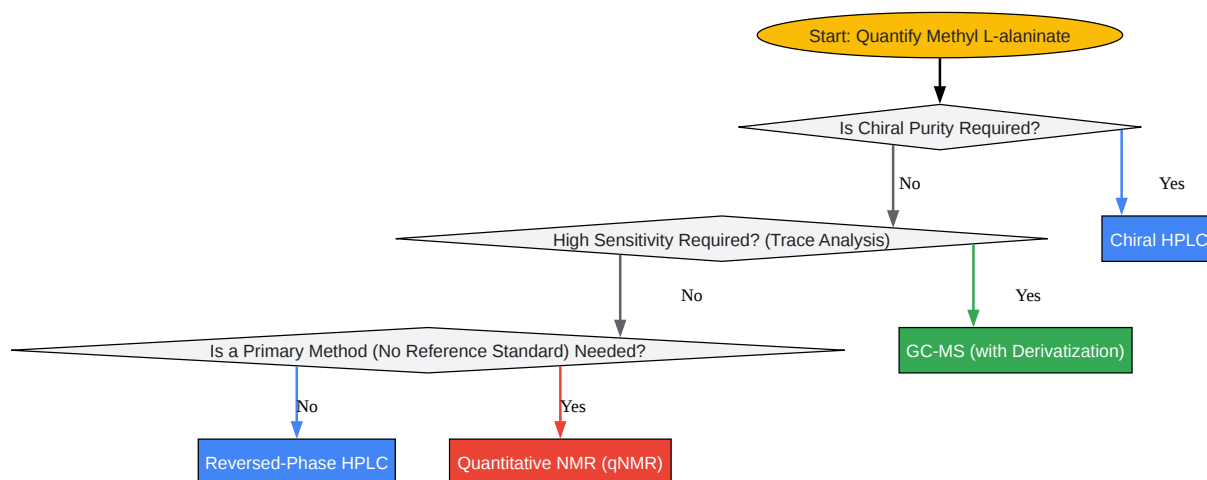 Start: Quantify Methyl L-alaninate
Is Chiral Purity Required?
No
Yes
High Sensitivity Required? (Trace Analysis)
Chiral HPLC
No
Yes
Is a Primary Method (No Reference Standard) Needed?
GC-MS (with Derivatization)
No
Yes
Reversed-Phase HPLC
Quantitative NMR (qNMR)